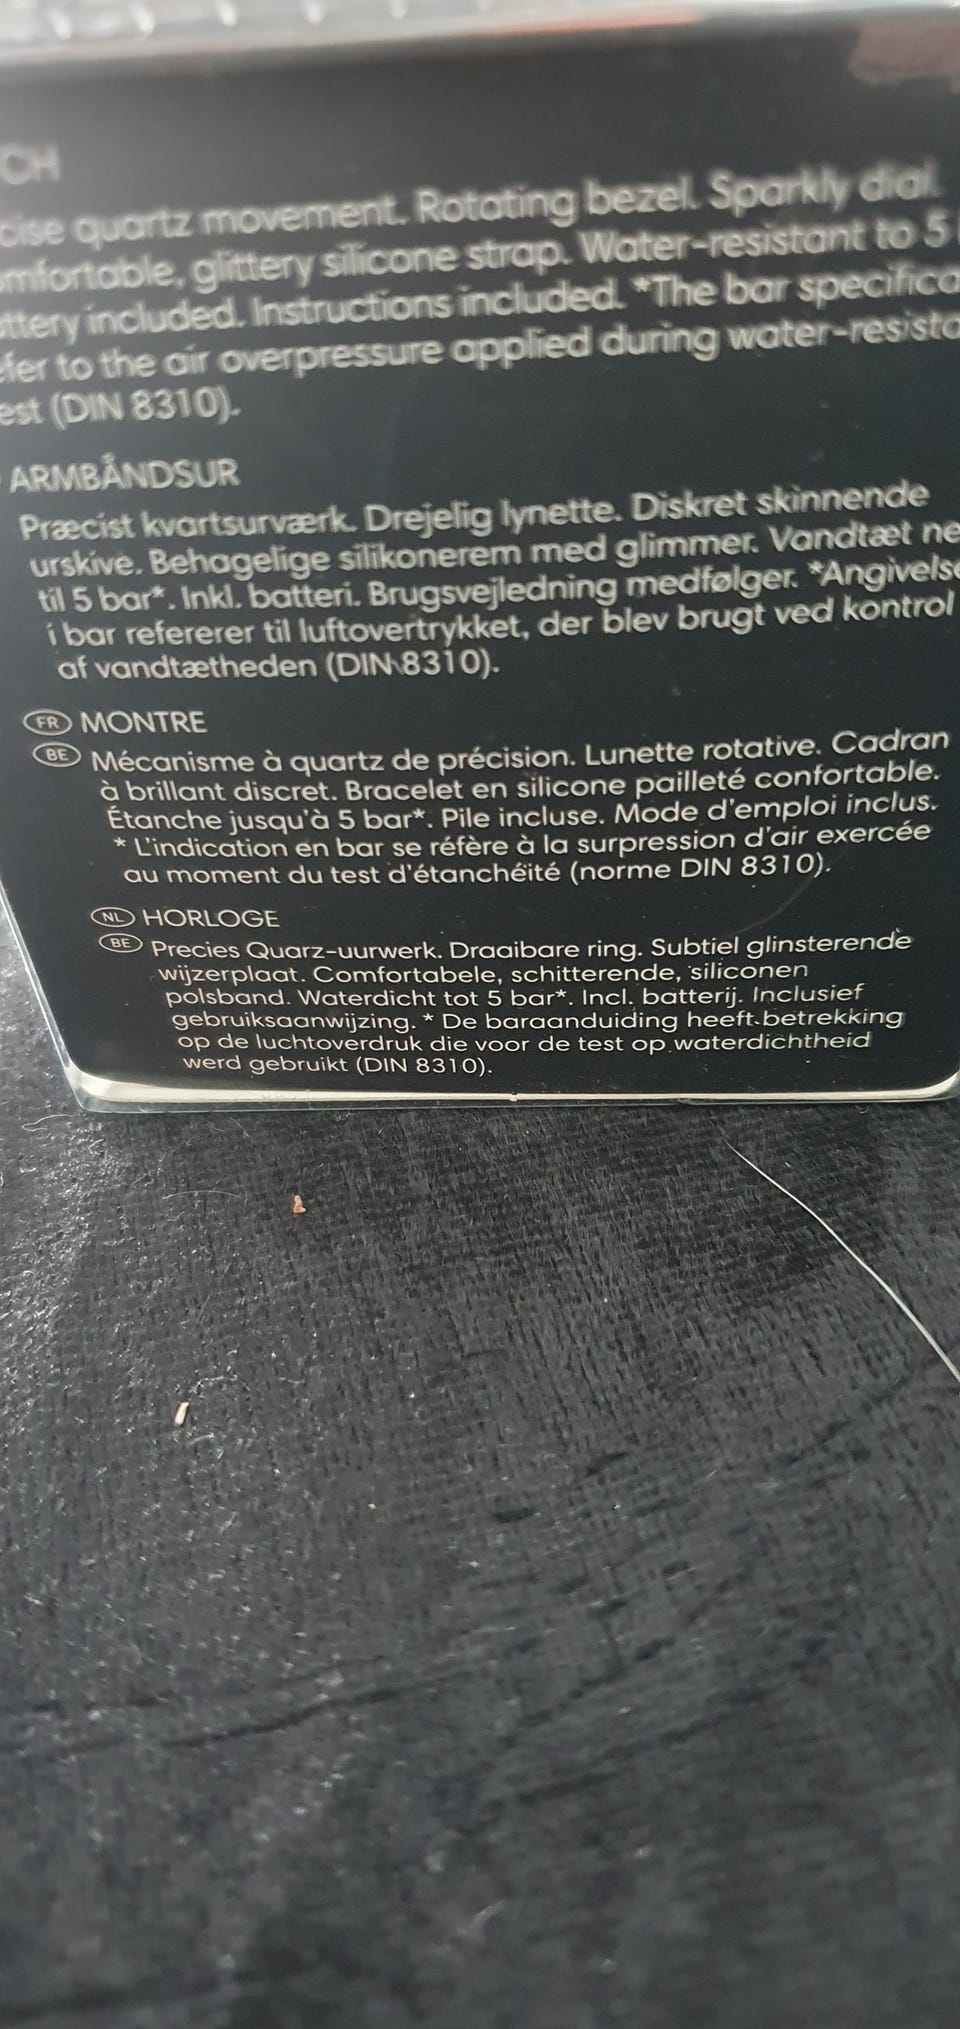 CH
cise quartz movement. Rotating bezel. Sparkly dial.
mfortable, glittery silicone strap. Water-resistant to 5
ttery included. Instructions included. *The bar specifica
efer to the air overpressure applied during water-resista
est (DIN 8310).
ARMBÅNDSUR
Præcist kvartsurværk. Drejelig lynette. Diskret skinnende
urskive. Behagelige silikonerem med glimmer. Vandtæt ne
til 5 bar*. Inkl. batteri. Brugsvejledning medfølger. *Angivelse
i bar refererer til luftovertrykket, der blev brugt ved kontrol
af vandtætheden (DIN 8310).
FR MONTRE
BE Mécanisme à quartz de précision. Lunette rotative. Cadran
à brillant discret. Bracelet en silicone pailleté confortable.
Étanche jusqu'à 5 bar*. Pile incluse. Mode d'emploi inclus.
* L'indication en bar se réfère à la surpression d'air exercée
au moment du test d'étanchéité (norme DIN 8310).
NL HORLOGE
BE Precies Quarz-uurwerk. Draaibare ring. Subtiel glinsterende
wijzerplaat. Comfortabele, schitterende, siliconen
polsband. Waterdicht tot 5 bar*. Incl. batterij. Inclusief
gebruiksaanwijzing. * De baraanduiding heeft betrekking
op de luchtoverdruk die voor de test op waterdichtheid
werd gebruikt (DIN 8310).